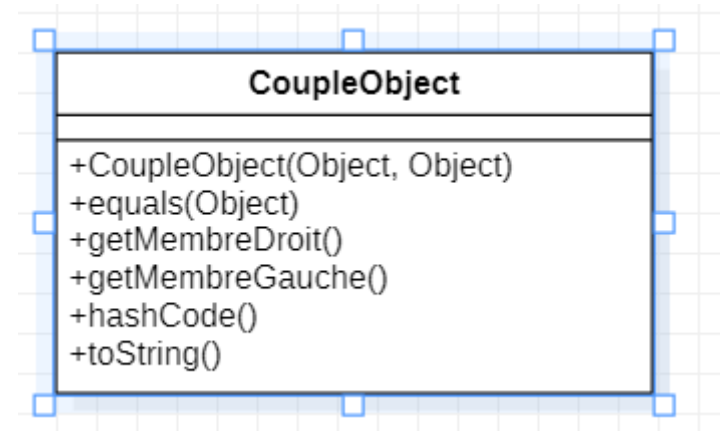 CoupleObject
+CoupleObject(Object, Object)
+equals(Object)
+getMembreDroit()
+getMembreGauche()
+hashCode()
+toString()